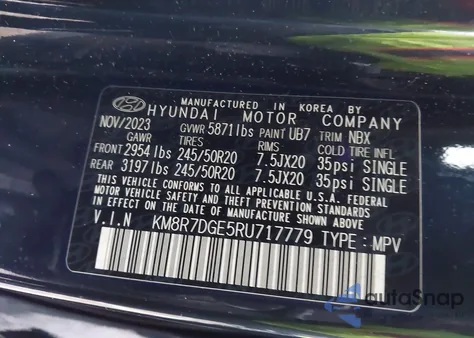 MANUFACTURED IN KOREA BY
HYUNDAI MOTOR COMPANY
NOV/2023 GVWR 5871lbs PAINT UB7 TRIM NBX
GAWR TIRES RIMS COLD TIRE INFL
FRONT 2954 lbs 245/50R20 7.5JX20 35psi SINGLE
REAR 3197 lbs 245/50R20 7.5JX20 35psi SINGLE
THIS VEHICLE CONFORMS TO ALL APPLICABLE U.S.A. FEDERAL
MOTOR VEHICLE SAFETY AND THEFT PREVENTION STANDARDS
IN EFFECT ON THE DATE OF MANUFACTURE SHOWN ABOVE.
V.I.N KM8R7DGE5RU717779 TYPE : MPV
autoSnap